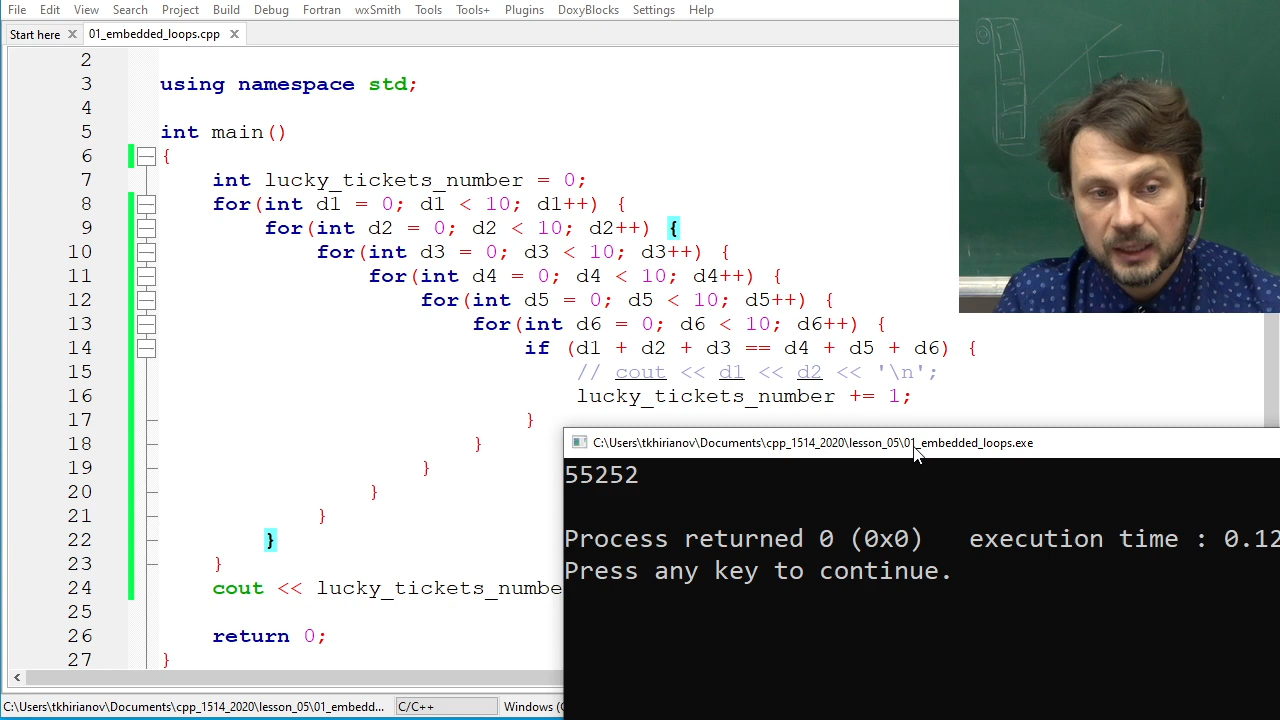 File Edit View Search Project Build Debug Fortran wxSmith Tools Tools+ Plugins DoxyBlocks Settings Help
Start here 01_embedded_loops.cpp
2
3 using namespace std;
4
5 int main()
6 {
7 int lucky_tickets_number = 0;
8 for(int d1 = 0; d1 < 10; d1++) {
9 for(int d2 = 0; d2 < 10; d2++) {
10 for(int d3 = 0; d3 < 10; d3++) {
11 for(int d4 = 0; d4 < 10; d4++) {
12 for(int d5 = 0; d5 < 10; d5++) {
13 for(int d6 = 0; d6 < 10; d6++) {
14 if (d1 + d2 + d3 == d4 + d5 + d6) {
15 // cout << d1 << d2 << '\n';
16 lucky_tickets_number += 1;
17 }
18 }
19 }
20 }
21 }
22 }
23 }
24 cout << lucky_tickets_numbe
25
26 return 0;
27 }
C:\Users\tkhirianov\Documents\cpp_1514_2020\lesson_05\01_embedded_loops.exe
55252
Process returned 0 (0x0) execution time : 0.12
Press any key to continue.
C:\Users\tkhirianov\Documents\cpp_1514_2020\lesson_05\01_embedd... C/C++ Windows (